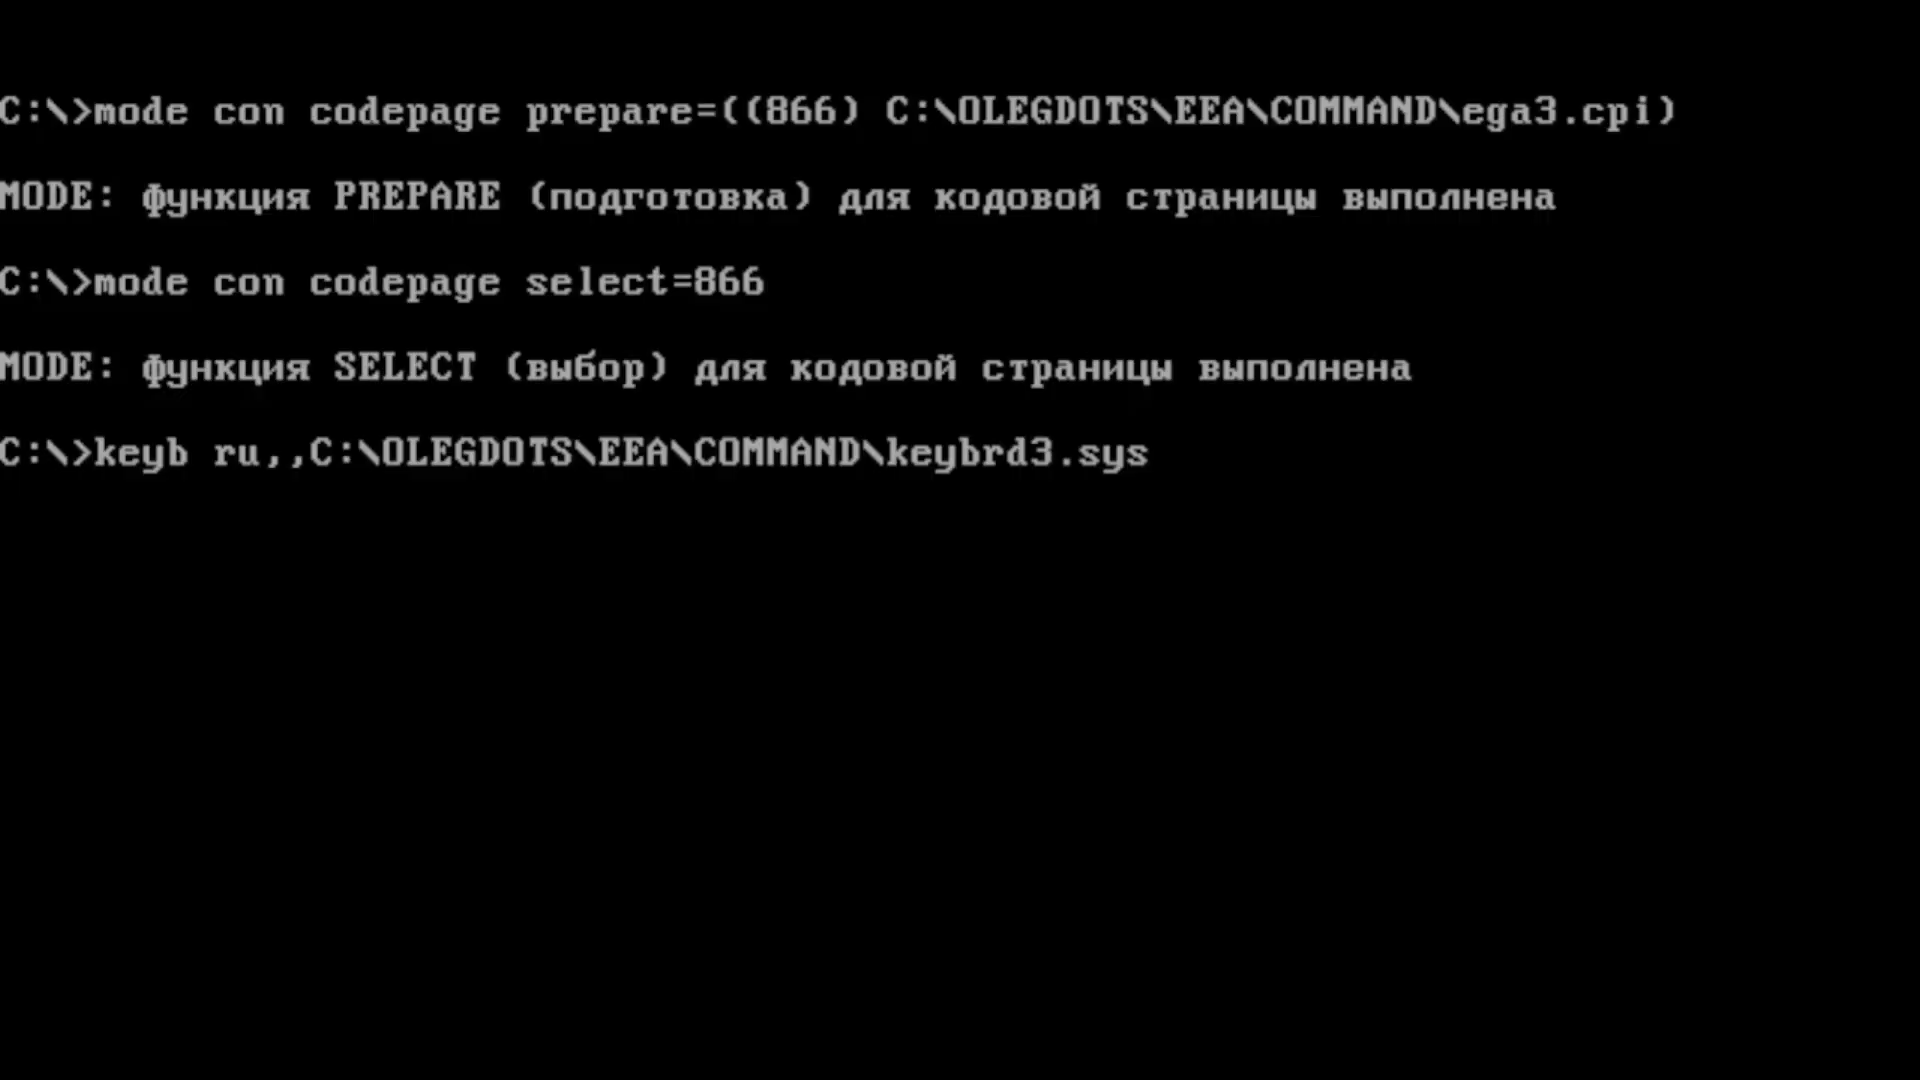 C:\>mode con codepage prepare=((866) C:\OLEGDOTS\EEA\COMMAND\ega3.cpi)
MODE: функция PREPARE (подготовка) для кодовой страницы выполнена
C:\>mode con codepage select=866
MODE: функция SELECT (выбор) для кодовой страницы выполнена
C:\>keyb ru,,C:\OLEGDOTS\EEA\COMMAND\keybrd3.sys